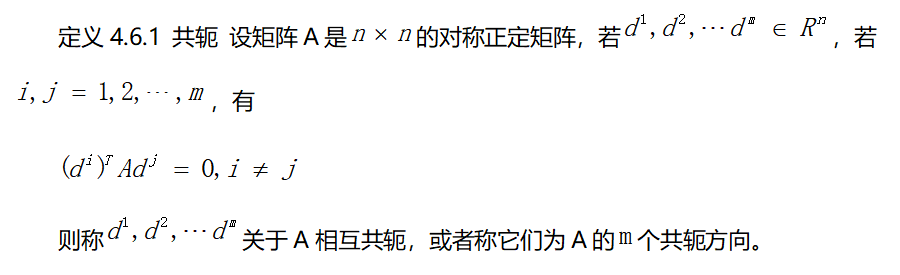 定义 4.6.1 共轭 设矩阵 A 是 n × n 的对称正定矩阵，若 d¹, d², ⋯ dᵐ ∈ Rⁿ，若
i, j = 1, 2, ⋯, m，有
(dⁱ)ᵀ Adʲ = 0, i ≠ j
则称 d¹, d², ⋯ dᵐ 关于 A 相互共轭，或者称它们为 A 的 m 个共轭方向。